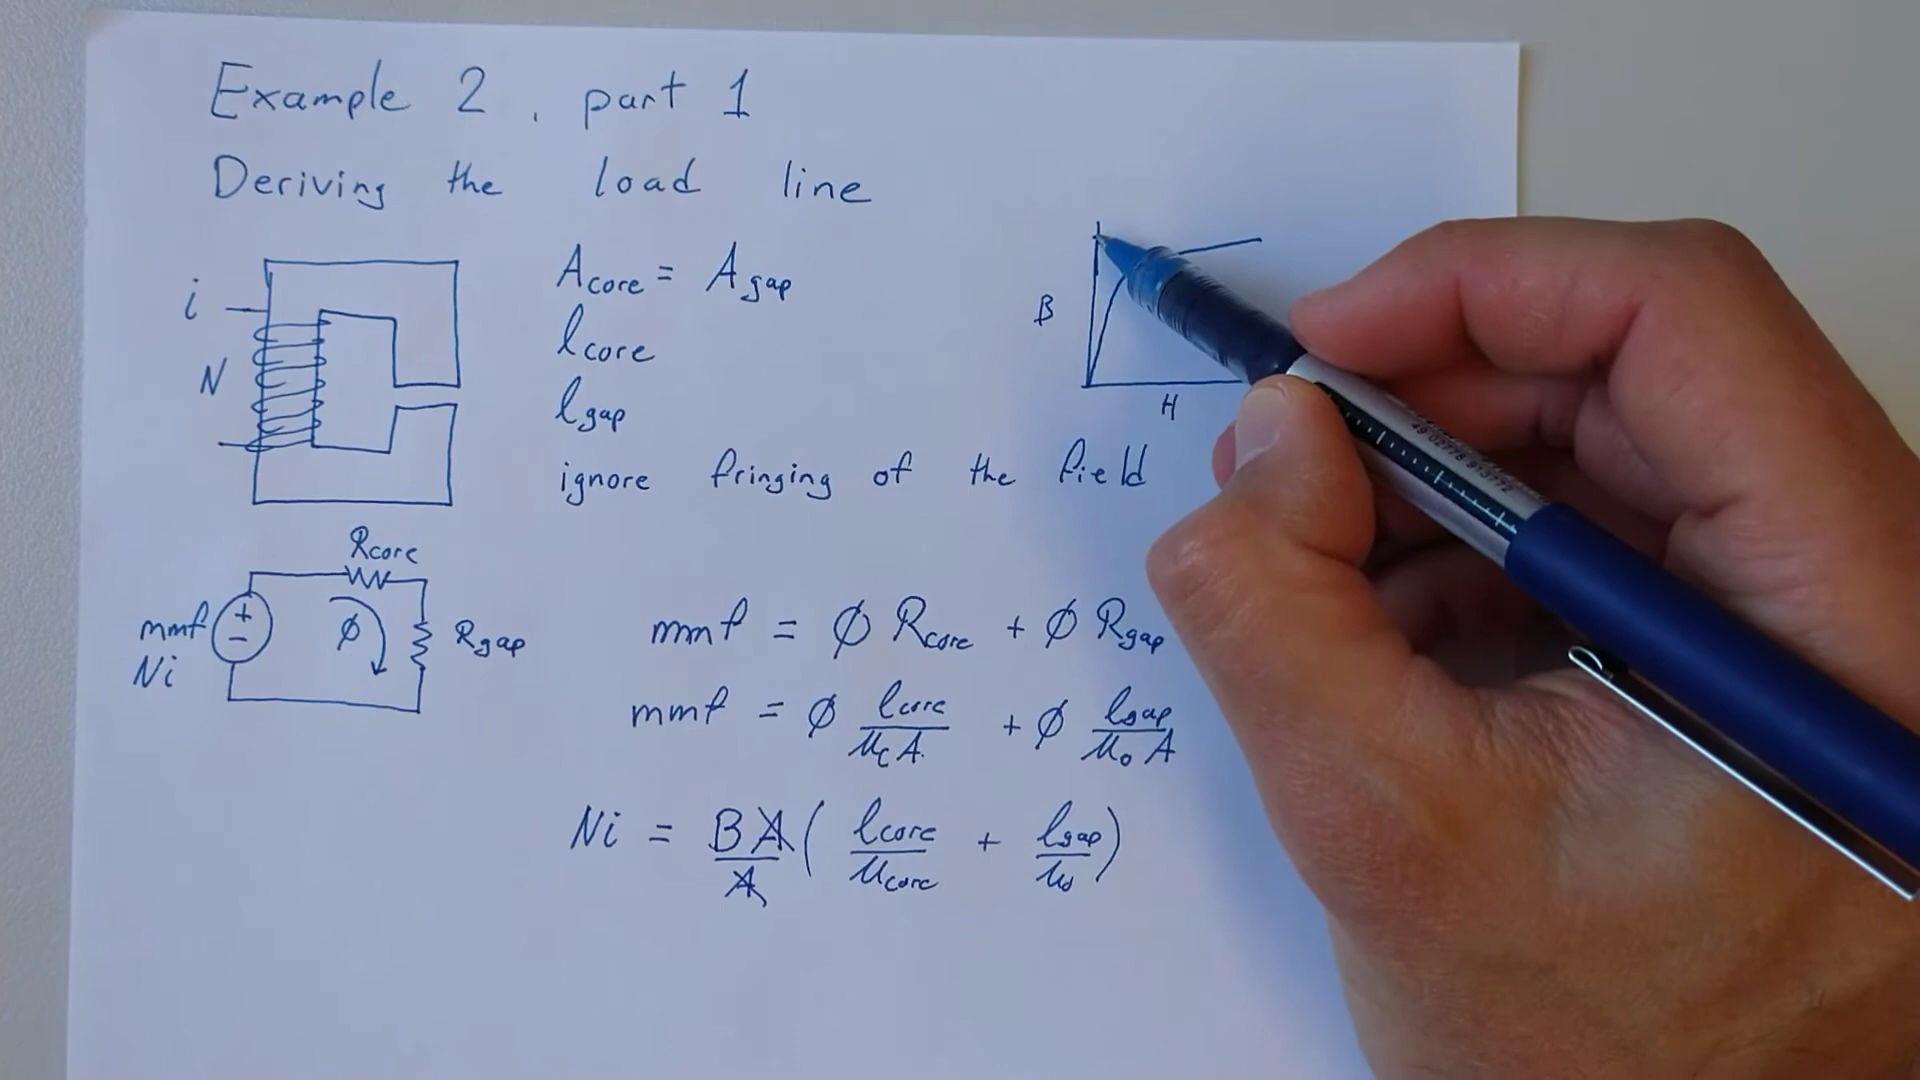 Example 2, part 1
Deriving the load line
i
N
Acore = Agap
lcore
lgap
ignore fringing of the field
B
H
Rcore
mmf
Ni
+
−
ϕ
Rgap
mmf = ϕ Rcore + ϕ Rgap
mmf = ϕ lcore/μcA + ϕ lgap/μ0A
Ni = BA/A ( lcore/μcore + lgap/μ0 )